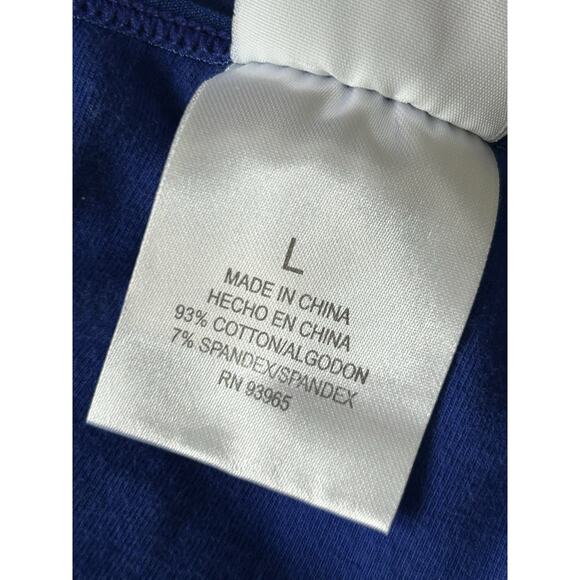 L
MADE IN CHINA
HECHO EN CHINA
93% COTTON/ALGODON
7% SPANDEX/SPANDEX
RN 93965